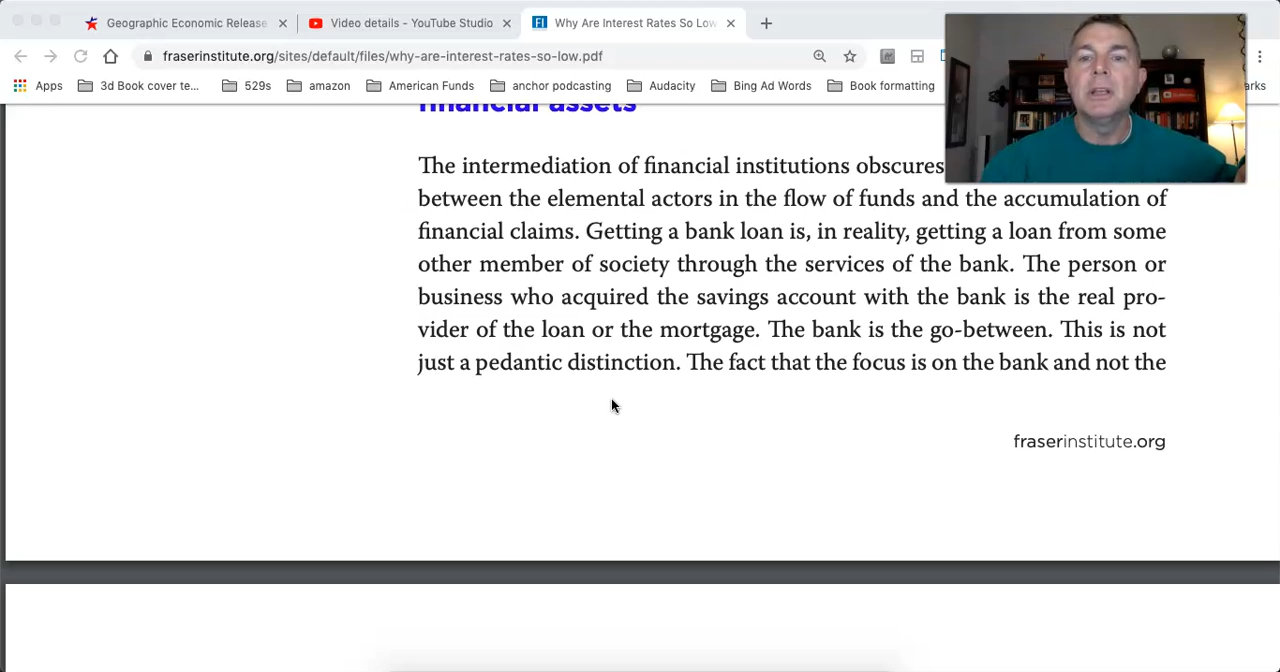 Geographic Economic Release
Video details - YouTube Studio
Why Are Interest Rates So Low
fraserinstitute.org/sites/default/files/why-are-interest-rates-so-low.pdf
Apps
3d Book cover te...
529s
amazon
American Funds
anchor podcasting
Audacity
Bing Ad Words
Book formatting
arks
financial assets
The intermediation of financial institutions obscures
between the elemental actors in the flow of funds and the accumulation of
financial claims. Getting a bank loan is, in reality, getting a loan from some
other member of society through the services of the bank. The person or
business who acquired the savings account with the bank is the real pro-
vider of the loan or the mortgage. The bank is the go-between. This is not
just a pedantic distinction. The fact that the focus is on the bank and not the
fraserinstitute.org